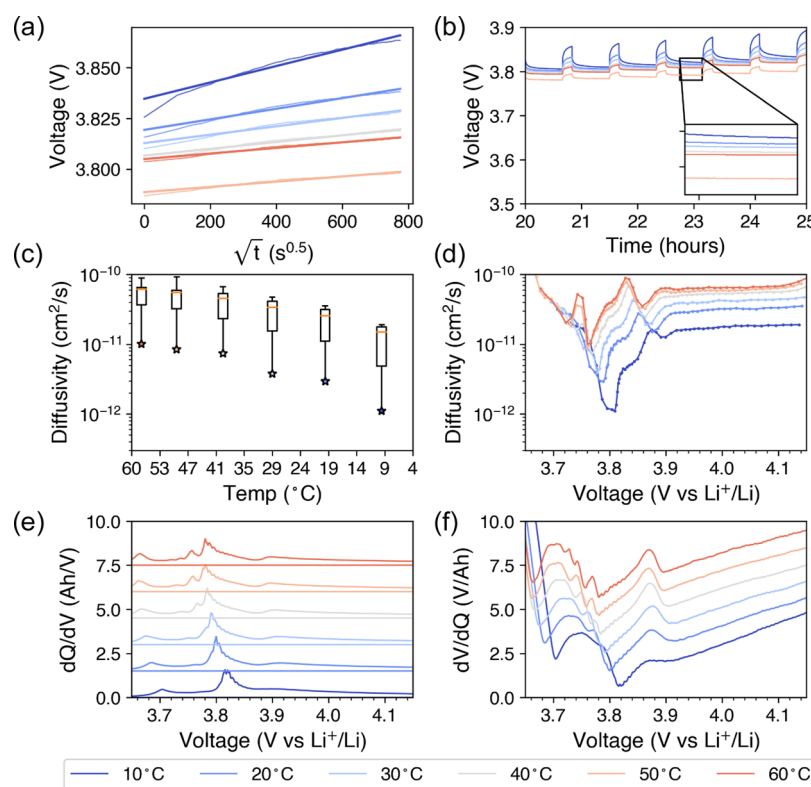 (a)
Voltage (V)
3.850
3.825
3.800
0 200 400 600 800
√t (s⁰·⁵)
(b)
Voltage (V)
3.9
3.8
3.7
3.6
3.5
20 21 22 23 24 25
Time (hours)
(c)
Diffusivity (cm²/s)
10⁻¹⁰
10⁻¹¹
10⁻¹²
60 53 47 41 35 29 19 14 9 4
Temp (°C)
(d)
Diffusivity (cm²/s)
10⁻¹⁰
10⁻¹¹
10⁻¹²
3.7 3.8 3.9 4.0 4.1
Voltage (V vs Li⁺/Li)
(e)
dQ/dV (Ah/V)
10.0
7.5
5.0
2.5
0.0
3.7 3.8 3.9 4.0 4.1
Voltage (V vs Li⁺/Li)
(f)
dV/dQ (V/Ah)
10.0
7.5
5.0
2.5
0.0
3.7 3.8 3.9 4.0 4.1
Voltage (V vs Li⁺/Li)
10°C 20°C 30°C 40°C 50°C 60°C